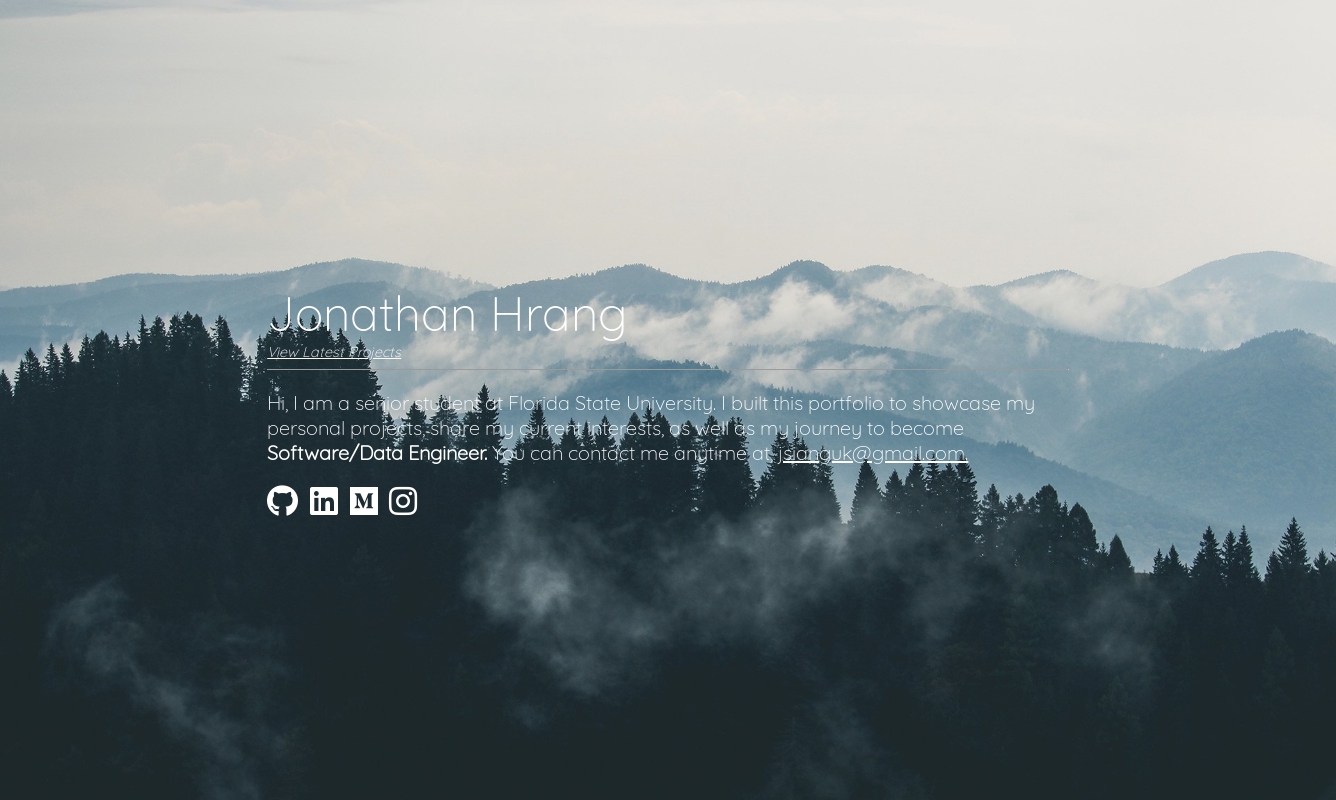 Jonathan Hrang
View Latest Projects
Hi, I am a senior student at Florida State University. I built this portfolio to showcase my
personal projects, share my current interests, as well as my journey to become
Software/Data Engineer. You can contact me anytime at jsianguk@gmail.com.